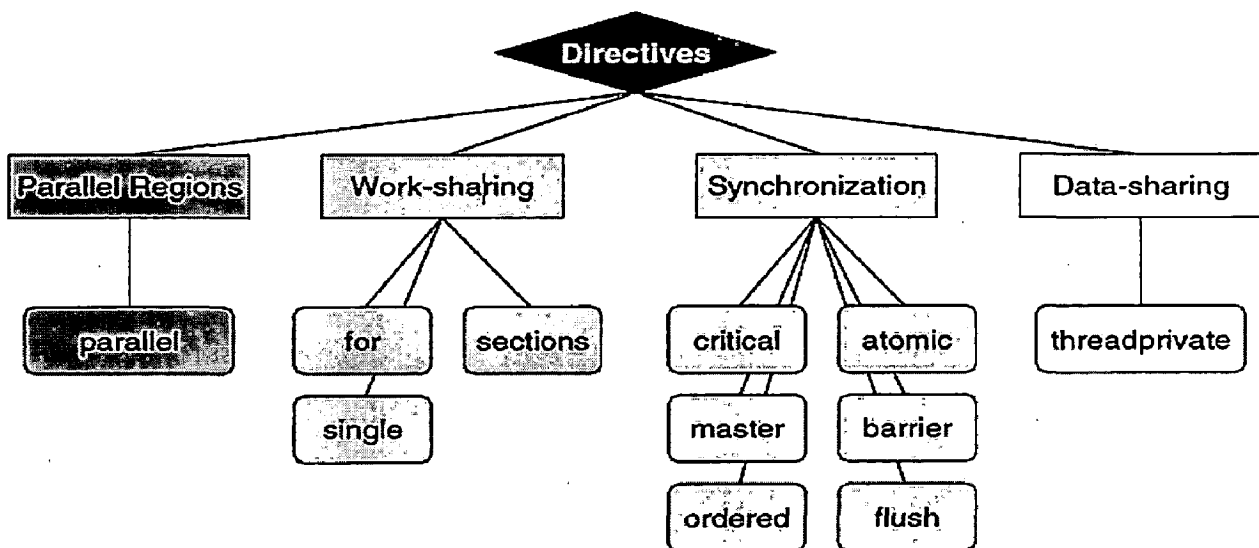 Directives
Parallel Regions
Work-sharing
Synchronization
Data-sharing
parallel
for
sections
critical
atomic
threadprivate
single
master
barrier
ordered
flush